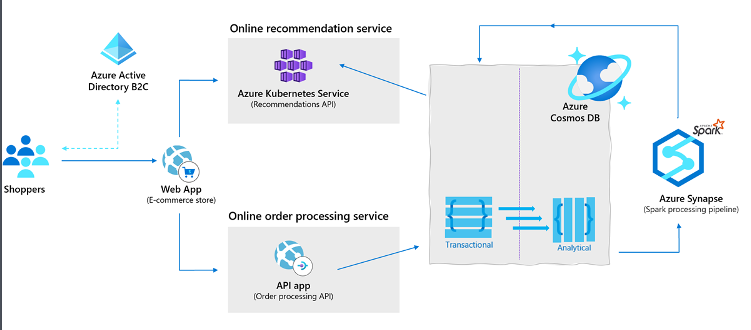 Online recommendation service
Azure Active
Directory B2C
Azure Kubernetes Service
(Recommendations API)
Azure
Cosmos DB
Spark
Shoppers
Web App
(E-commerce store)
Azure Synapse
(Spark processing pipeline)
Online order processing service
Transactional
Analytical
API app
(Order processing API)